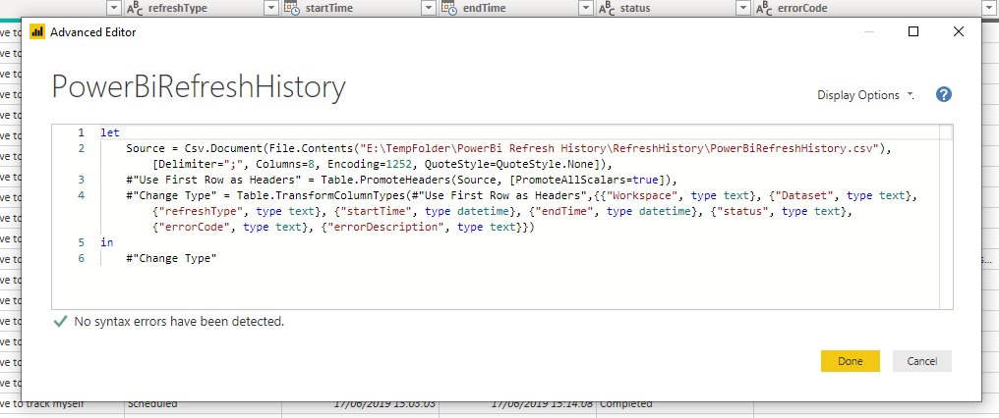 ABC refreshType startTime endTime ABC status ABC errorCode
Advanced Editor
PowerBiRefreshHistory
Display Options
?
1 let
2 Source = Csv.Document(File.Contents("E:\TempFolder\PowerBi Refresh History\RefreshHistory\PowerBiRefreshHistory.csv"),
[Delimiter=";", Columns=8, Encoding=1252, QuoteStyle=QuoteStyle.None]),
3 #"Use First Row as Headers" = Table.PromoteHeaders(Source, [PromoteAllScalars=true]),
4 #"Change Type" = Table.TransformColumnTypes(#"Use First Row as Headers",{{"Workspace", type text}, {"Dataset", type text},
{"refreshType", type text}, {"startTime", type datetime}, {"endTime", type datetime}, {"status", type text},
{"errorCode", type text}, {"errorDescription", type text}})
5 in
6 #"Change Type"
No syntax errors have been detected.
Done Cancel
ve to track myself Scheduled 17/06/2019 15:03:03 17/06/2019 15:14:08 Completed